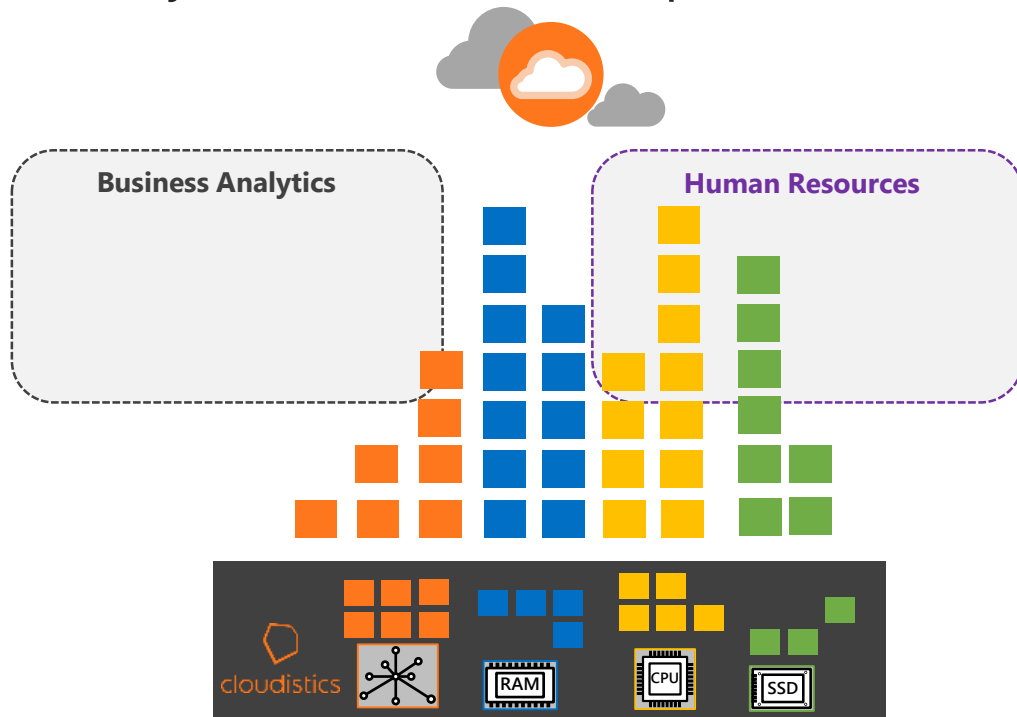 Business Analytics
Human Resources
cloudistics
RAM
CPU
SSD